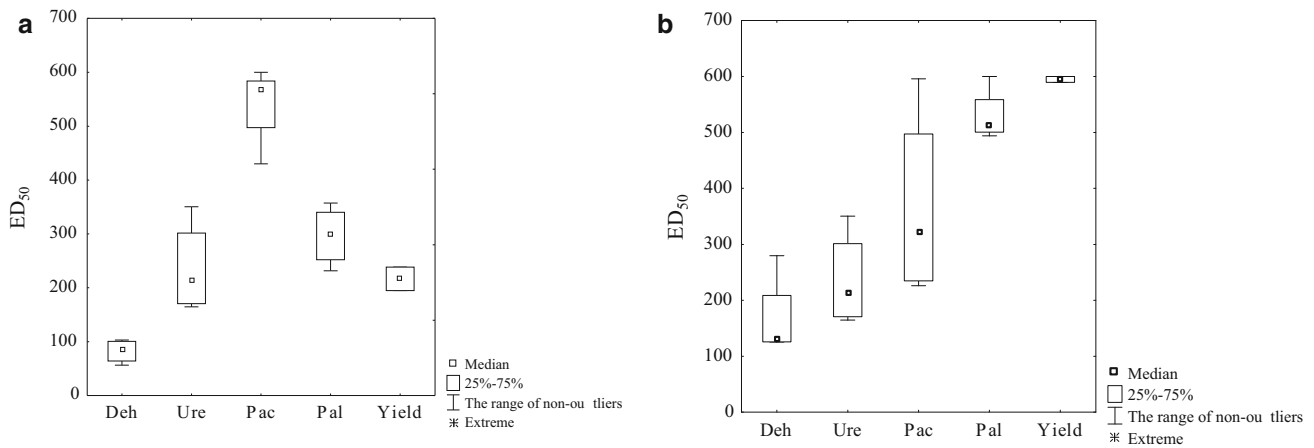 a
700
600
500
400
300
200
100
0
ED50
Deh Ure Pac Pal Yield
Median
25%-75%
The range of non-ou tliers
Extreme
b
700
600
500
400
300
200
100
0
ED50
Deh Ure Pac Pal Yield
Median
25%-75%
The range of non-ou tliers
Extreme